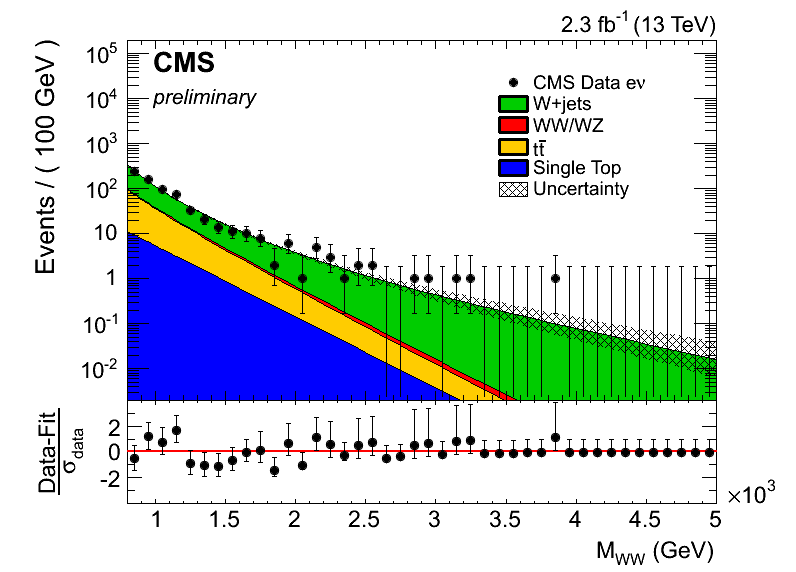 2.3 fb⁻¹ (13 TeV)
CMS
preliminary
Events / ( 100 GeV )
10⁵
10⁴
10³
10²
10
1
10⁻¹
10⁻²
CMS Data eν
W+jets
WW/WZ
tt̅
Single Top
Uncertainty
Data-Fit
σdata
2
0
-2
1 1.5 2 2.5 3 3.5 4 4.5 5
×10³
M_WW (GeV)